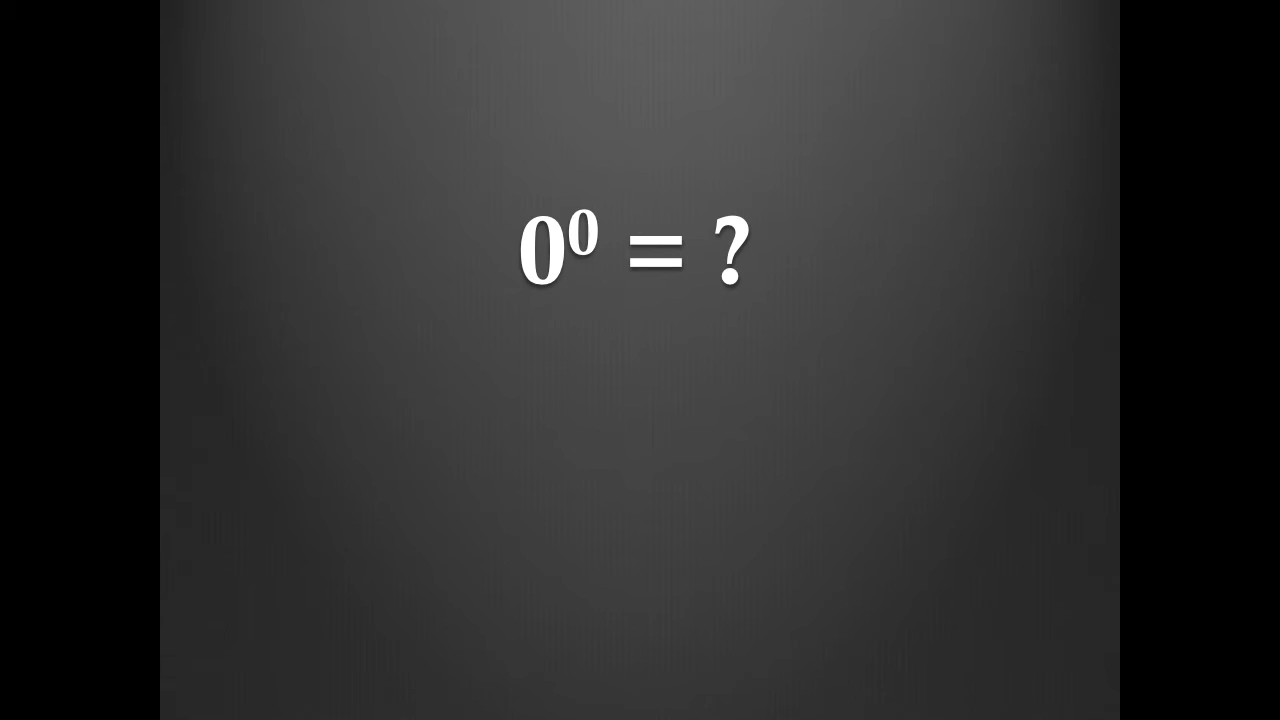 0⁰ = ?